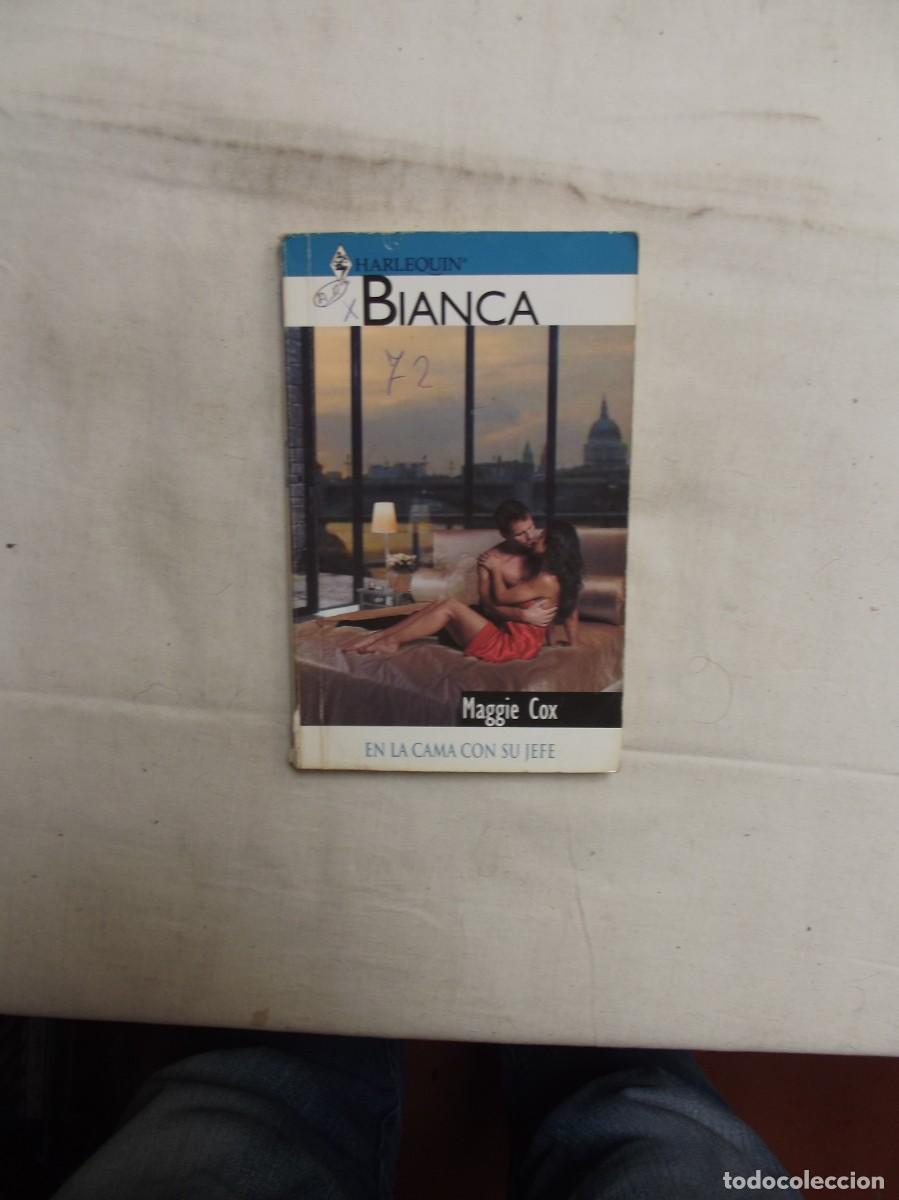 HARLEQUIN®
x
BIANCA
72
Maggie Cox
EN LA CAMA CON SU JEFE
todocoleccion